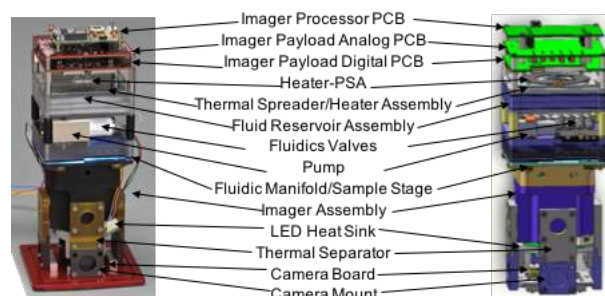 Imager Processor PCB
Imager Payload Analog PCB
Imager Payload Digital PCB
Heater-PSA
Thermal Spreader/Heater Assembly
Fluid Reservoir Assembly
Fluidics Valves
Pump
Fluidic Manifold/Sample Stage
Imager Assembly
LED Heat Sink
Thermal Separator
Camera Board
Camera Mount